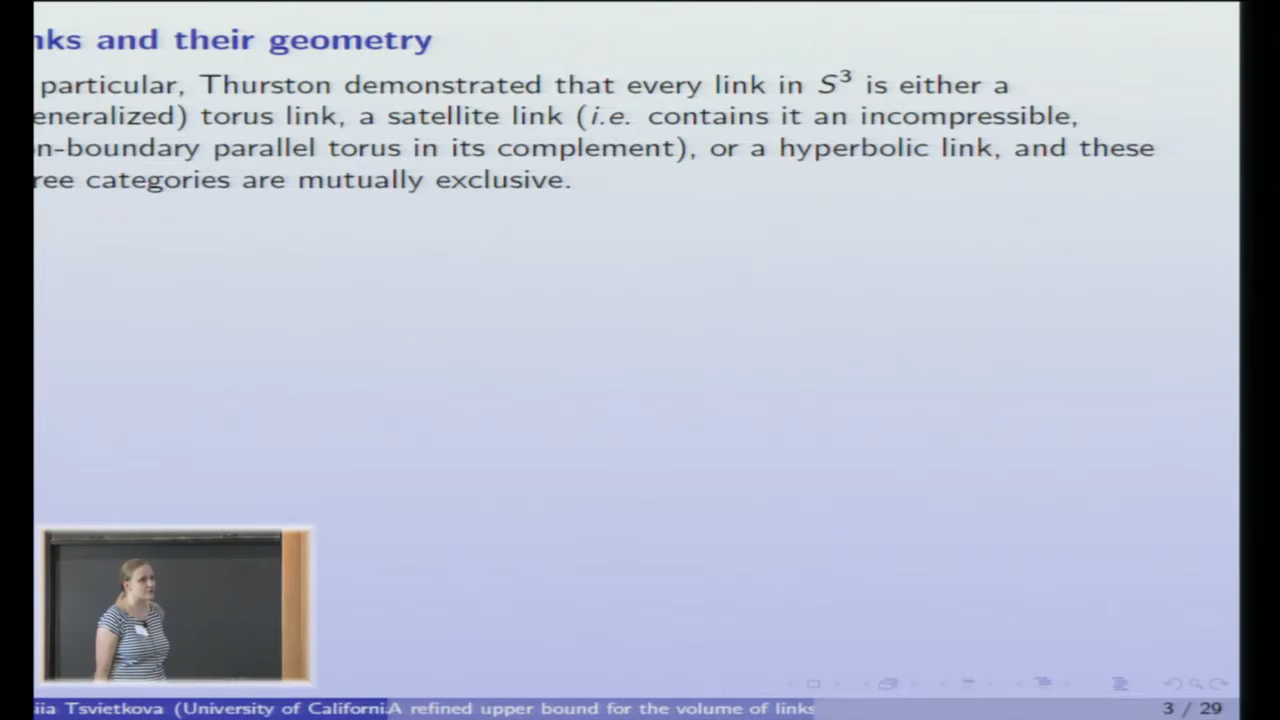 nks and their geometry
particular, Thurston demonstrated that every link in S³ is either a
eneralized) torus link, a satellite link (i.e. contains it an incompressible,
n-boundary parallel torus in its complement), or a hyperbolic link, and these
ree categories are mutually exclusive.
iia Tsvietkova (University of Californi.A refined upper bound for the volume of links 3 / 29